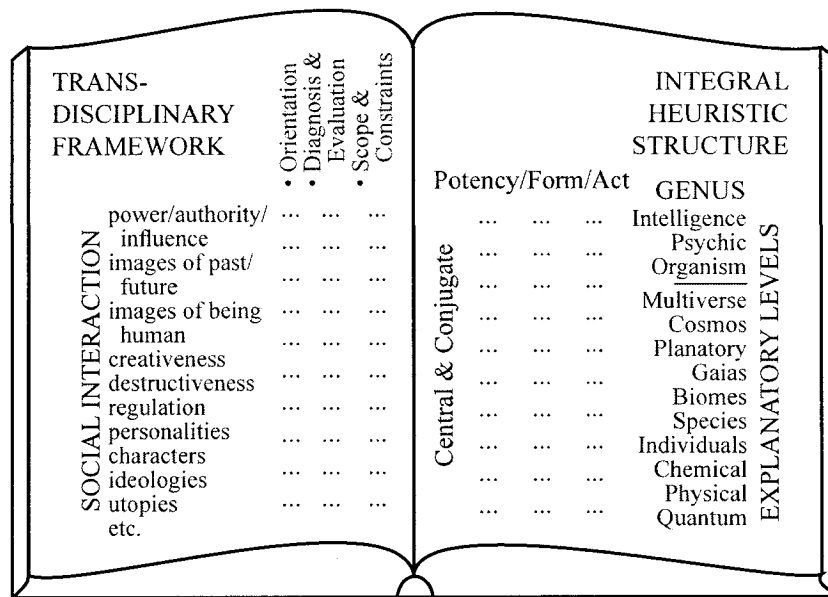 TRANS-
DISCIPLINARY
FRAMEWORK
• Orientation
• Diagnosis &
Evaluation
• Scope &
Constraints
SOCIAL INTERACTION
power/authority/ ... ... ...
influence ... ... ...
images of past/ ... ... ...
future
images of being ... ... ...
human ... ... ...
creativeness ... ... ...
destructiveness
regulation ... ... ...
personalities ... ... ...
characters
ideologies ... ... ...
utopies ... ... ...
etc.
INTEGRAL
HEURISTIC
STRUCTURE
Potency/Form/Act
GENUS
Central & Conjugate
... ... ... Intelligence
... ... ... Psychic
Organism
... ... ...
Multiverse
... ... ... Cosmos
... ... ... Planatory
... ... ... Gaias
Biomes
... ... ... Species
... ... ... Individuals
... ... ... Chemical
Physical
... ... ... Quantum
EXPLANATORY LEVELS